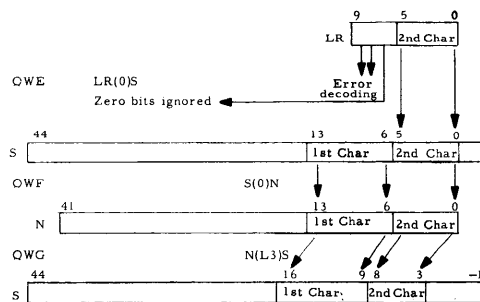 9 5 0
LR 2nd Char
QWE LR(0)S Error
Zero bits ignored decoding
44 13 6 5 0
S 1st Char 2nd Char
QWF S(0)N
41 13 6 0
N 1st Char 2nd Char
QWG N(L3)S
44 16 9 8 3 -1
S 1st Char. 2nd Char